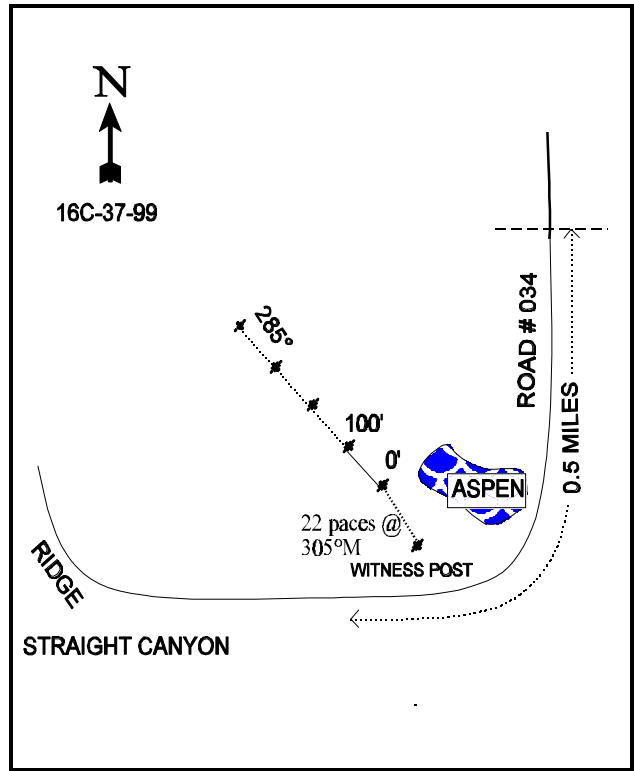 N
16C-37-99
285°
ROAD # 034
100'
0'
0.5 MILES
ASPEN
22 paces @
305°M
WITNESS POST
RIDGE
STRAIGHT CANYON